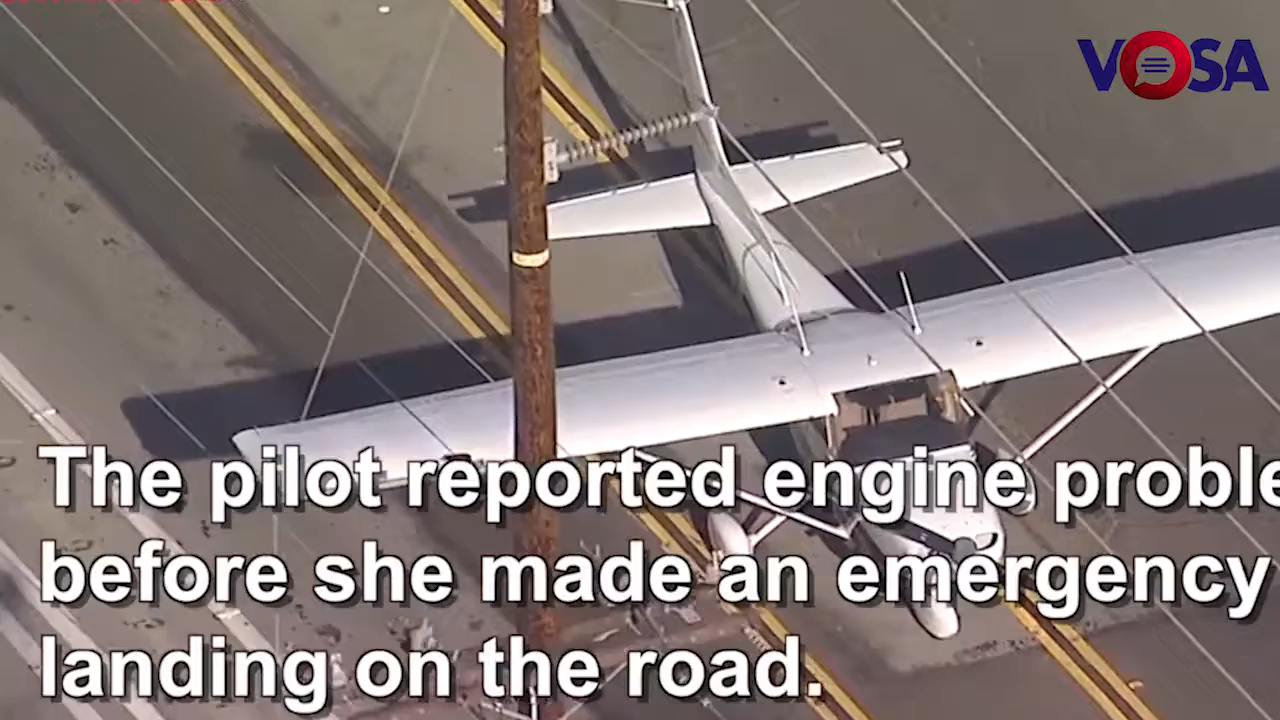 VOSA
The pilot reported engine proble
before she made an emergency
landing on the road.